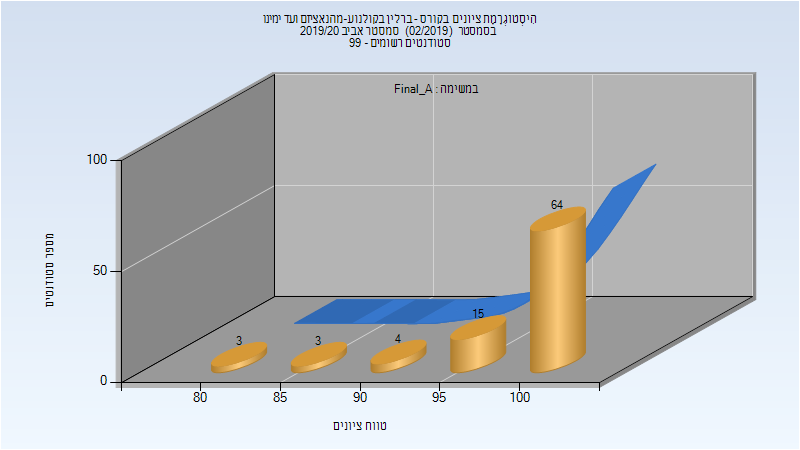 היסטוגרמת ציונים בקורס - ברלין בקולנוע-מהנאציזם ועד ימינו
בסמסטר (02/2019) סמסטר אביב 2019/20
סטודנטים רשומים - 99
במשימה : Final_A
מספר סטודנטים
100
50
0
3
3
4
15
64
80
85
90
95
100
טווח ציונים